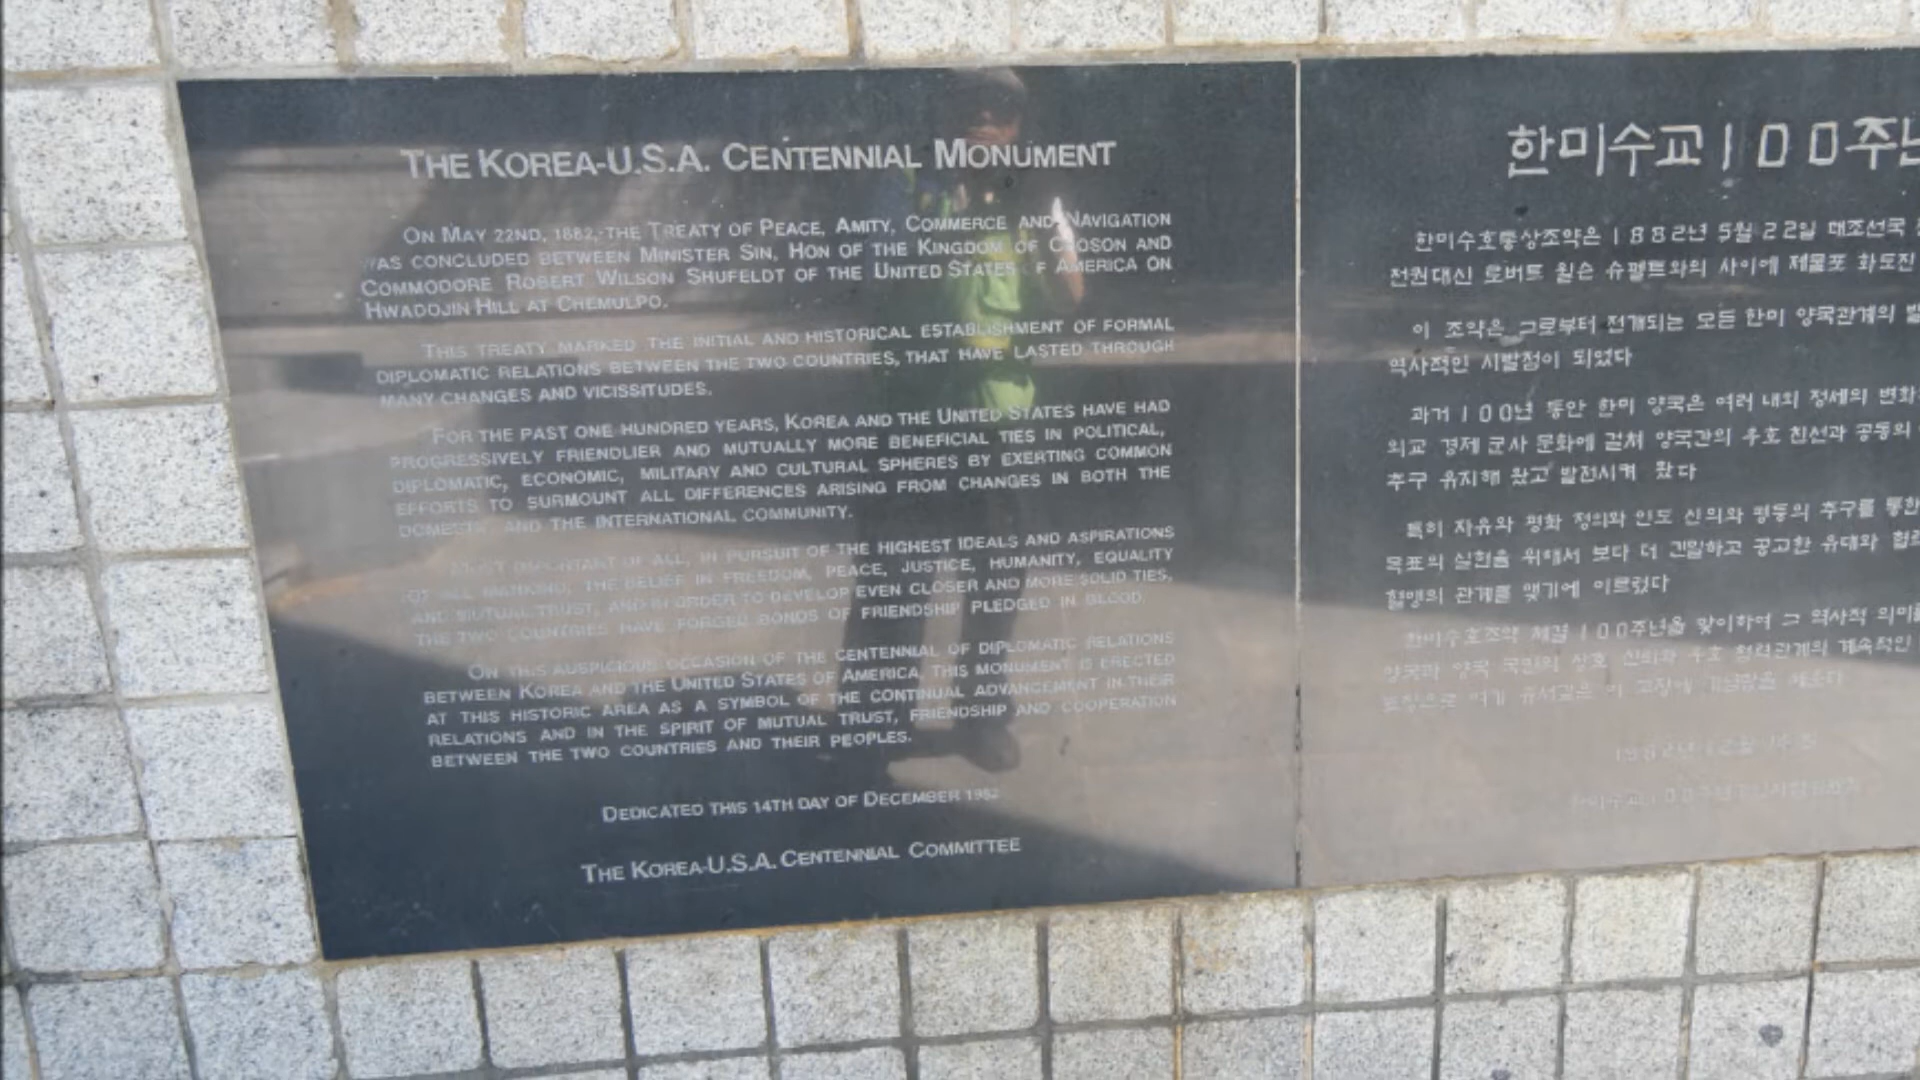 THE KOREA-U.S.A. CENTENNIAL MONUMENT
ON MAY 22ND, 1882, THE TREATY OF PEACE, AMITY, COMMERCE AND NAVIGATION
WAS CONCLUDED BETWEEN MINISTER SIN, HON OF THE KINGDOM OF CHOSON AND
COMMODORE ROBERT WILSON SHUFELDT OF THE UNITED STATES OF AMERICA ON
HWADOJIN HILL AT CHEMULPO.
THIS TREATY MARKED THE INITIAL AND HISTORICAL ESTABLISHMENT OF FORMAL
DIPLOMATIC RELATIONS BETWEEN THE TWO COUNTRIES, THAT HAVE LASTED THROUGH
MANY CHANGES AND VICISSITUDES.
FOR THE PAST ONE HUNDRED YEARS, KOREA AND THE UNITED STATES HAVE HAD
PROGRESSIVELY FRIENDLIER AND MUTUALLY MORE BENEFICIAL TIES IN POLITICAL,
DIPLOMATIC, ECONOMIC, MILITARY AND CULTURAL SPHERES BY EXERTING COMMON
EFFORTS TO SURMOUNT ALL DIFFERENCES ARISING FROM CHANGES IN BOTH THE
DOMESTIC AND THE INTERNATIONAL COMMUNITY.
MOST IMPORTANT OF ALL, IN PURSUIT OF THE HIGHEST IDEALS AND ASPIRATIONS
OF ALL MANKIND, THE BELIEF IN FREEDOM, PEACE, JUSTICE, HUMANITY, EQUALITY
AND MUTUAL TRUST, AND IN ORDER TO DEVELOP EVEN CLOSER AND MORE SOLID TIES,
THE TWO COUNTRIES HAVE FORGED BONDS OF FRIENDSHIP PLEDGED IN BLOOD.
ON THIS AUSPICIOUS OCCASION OF THE CENTENNIAL OF DIPLOMATIC RELATIONS
BETWEEN KOREA AND THE UNITED STATES OF AMERICA, THIS MONUMENT IS ERECTED
AT THIS HISTORIC AREA AS A SYMBOL OF THE CONTINUAL ADVANCEMENT IN THEIR
RELATIONS AND IN THE SPIRIT OF MUTUAL TRUST, FRIENDSHIP AND COOPERATION
BETWEEN THE TWO COUNTRIES AND THEIR PEOPLES.
DEDICATED THIS 14TH DAY OF DECEMBER 1982
THE KOREA-U.S.A. CENTENNIAL COMMITTEE
한미수교100주년
한미수호통상조약은 1882년 5월 22일 대조선국
전권대신 로버트 윌슨 슈펠트와의 사이에 제물포 화도진
이 조약은 그로부터 전개되는 모든 한미 양국관계의
역사적인 시발점이 되었다
과거 100년 동안 한미 양국은 여러 내외 정세의 변화
외교 경제 군사 문화에 걸쳐 양국간의 우호 친선과 공동의
추구 유지해 왔고 발전시켜 왔다
특히 자유와 평화 정의와 인도 신의와 평등의 추구를 통한
목표의 실현을 위해서 보다 더 긴밀하고 공고한 유대와
혈맹의 관계를 맺기에 이르렀다
한미수호조약 체결 100주년을 맞이하여 그 역사적 의미를
양국과 양국 국민의 상호 신뢰와 우호 협력관계의 계속적인